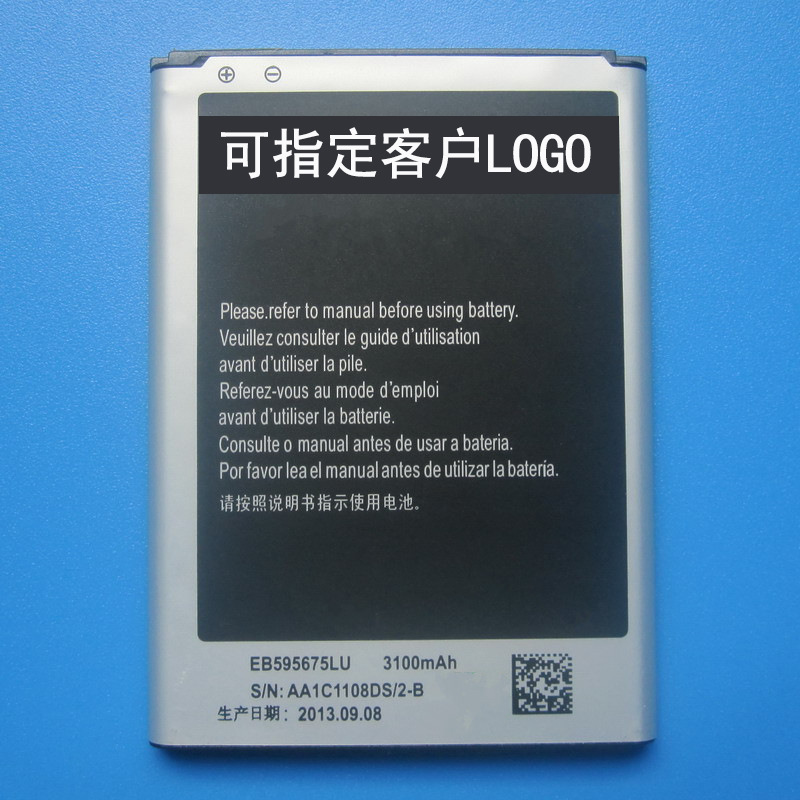 可指定客户LOGO
Please.refer to manual before using battery.
Veuillez consulter le guide d'utilisation
avant d'utiliser la pile.
Referez-vous au mode d'emploi
avant d'utiliser la batterie.
Consulte o manual antes de usar a bateria.
Por favor lea el manual antes de utilizar la batería.
请按照说明书指示使用电池。
EB595675LU 3100mAh
S/N: AA1C1108DS/2-B
生产日期: 2013.09.08